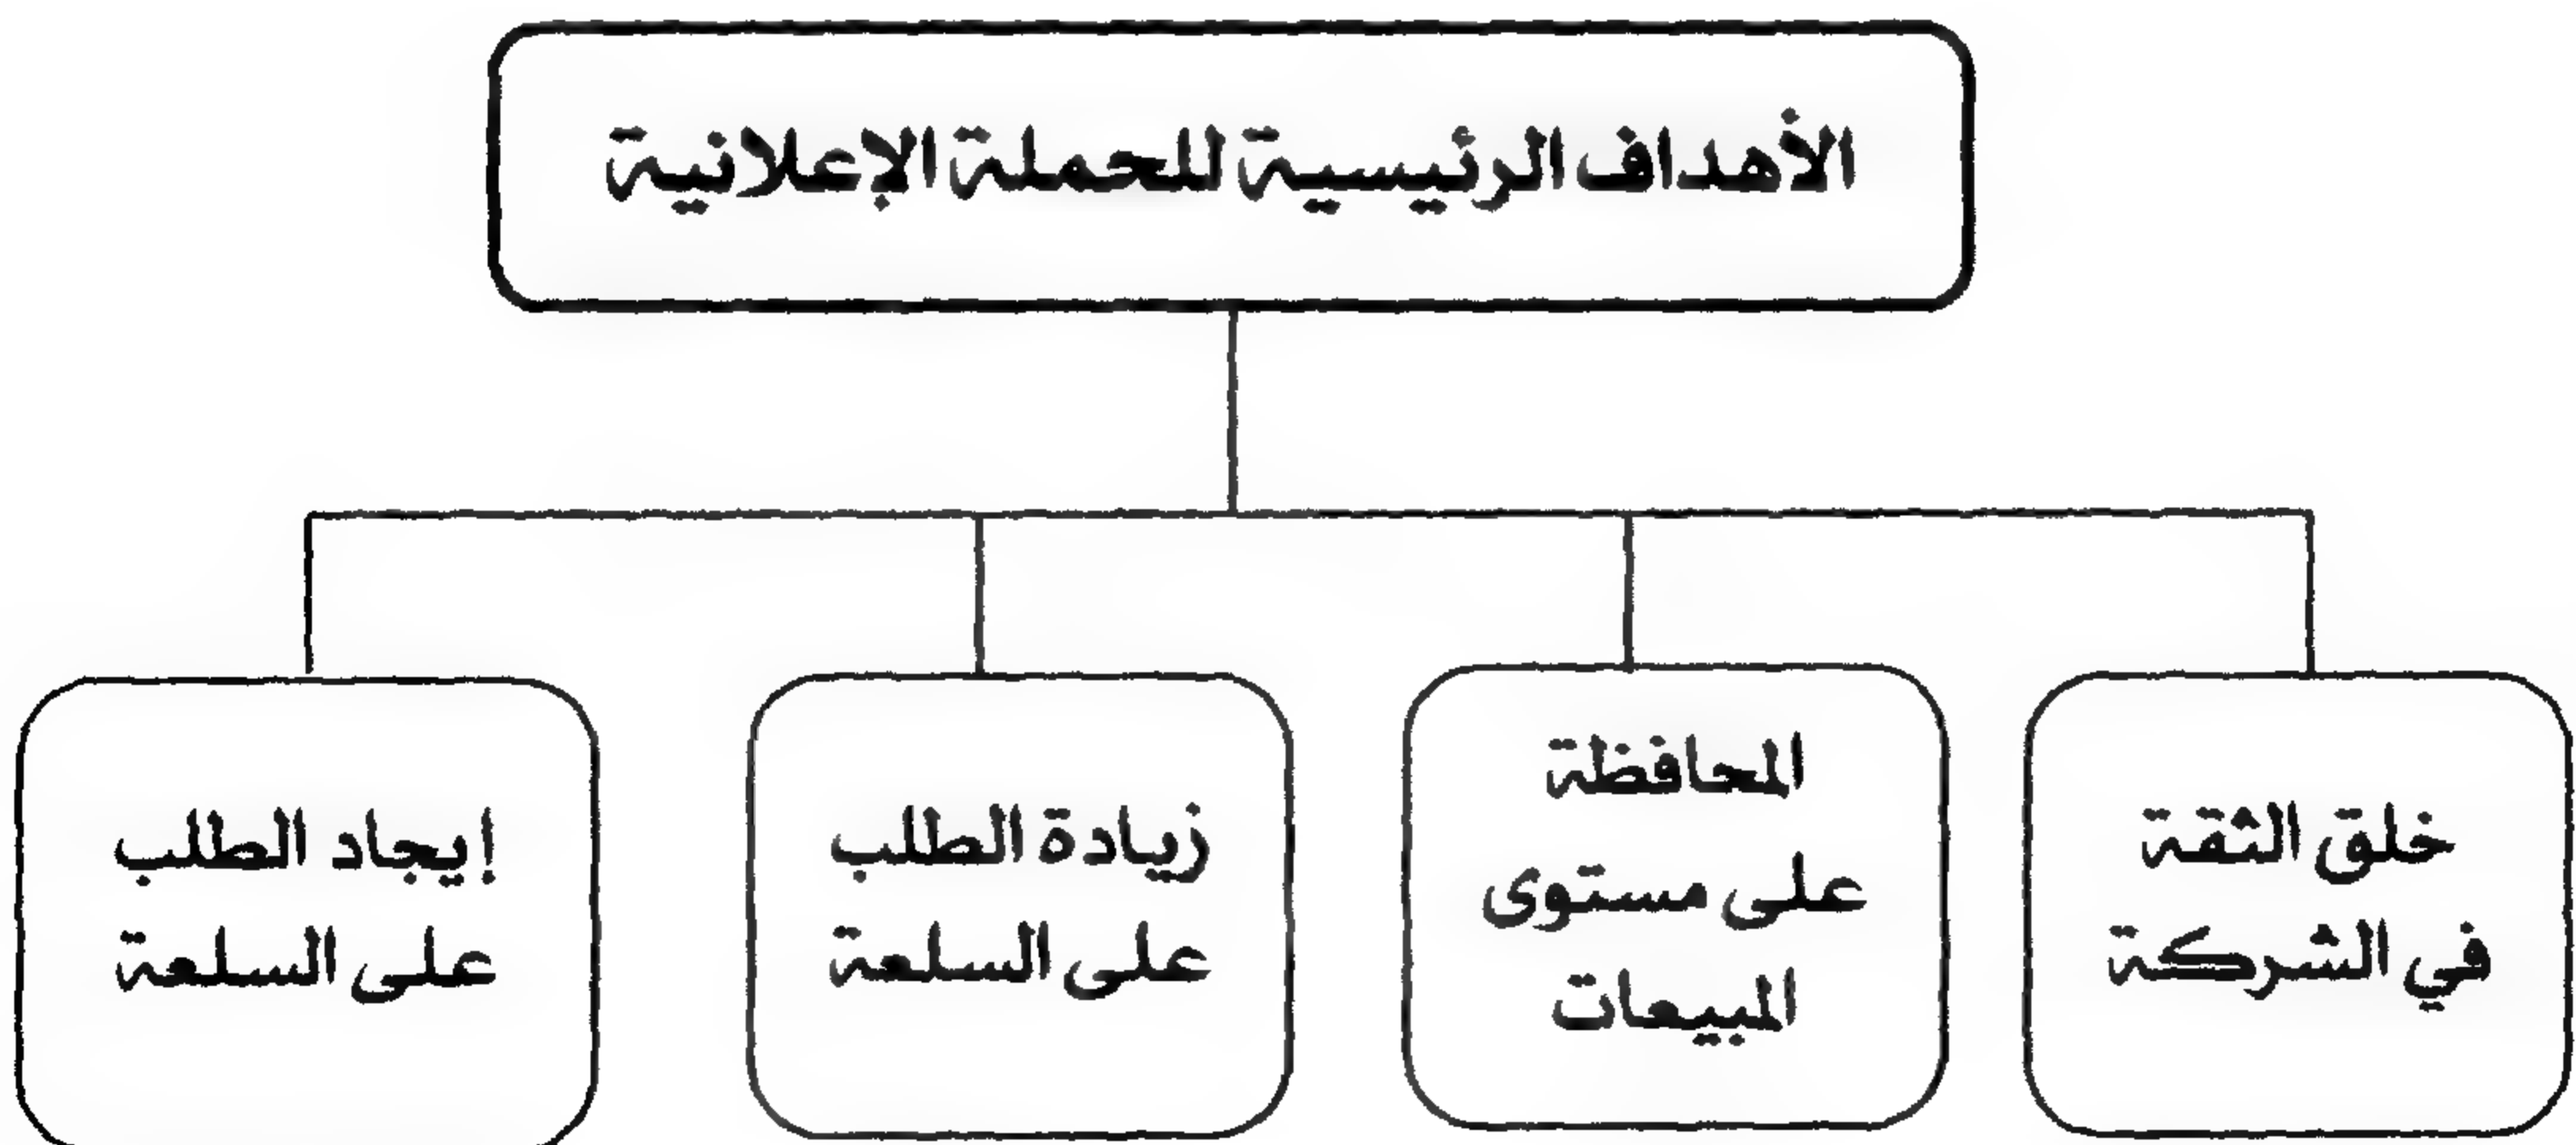 الأهداف الرئيسية للحملة الإعلانية
خلق الثقة
في الشركة
المحافظة
على مستوى
المبيعات
زيادة الطلب
على السلعة
إيجاد الطلب
على السلعة